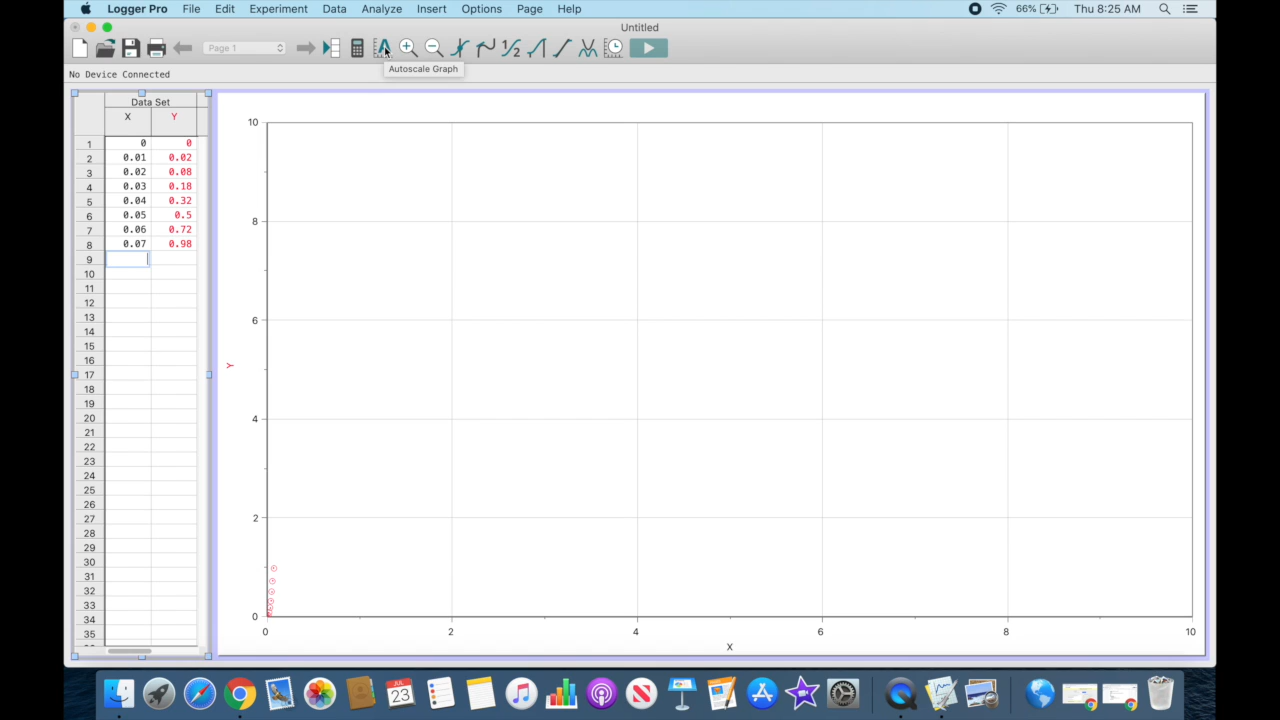 Logger Pro File Edit Experiment Data Analyze Insert Options Page Help 66% Thu 8:25 AM
Untitled
Page 1
Autoscale Graph
No Device Connected
Data Set
X Y
1 0 0
2 0.01 0.02
3 0.02 0.08
4 0.03 0.18
5 0.04 0.32
6 0.05 0.5
7 0.06 0.72
8 0.07 0.98
9
10
11
12
13
14
15
16
17
18
19
20
21
22
23
24
25
26
27
28
29
30
31
32
33
34
35
10
8
6
Y
4
2
0
0 2 4 6 8 10
X
JUL
23